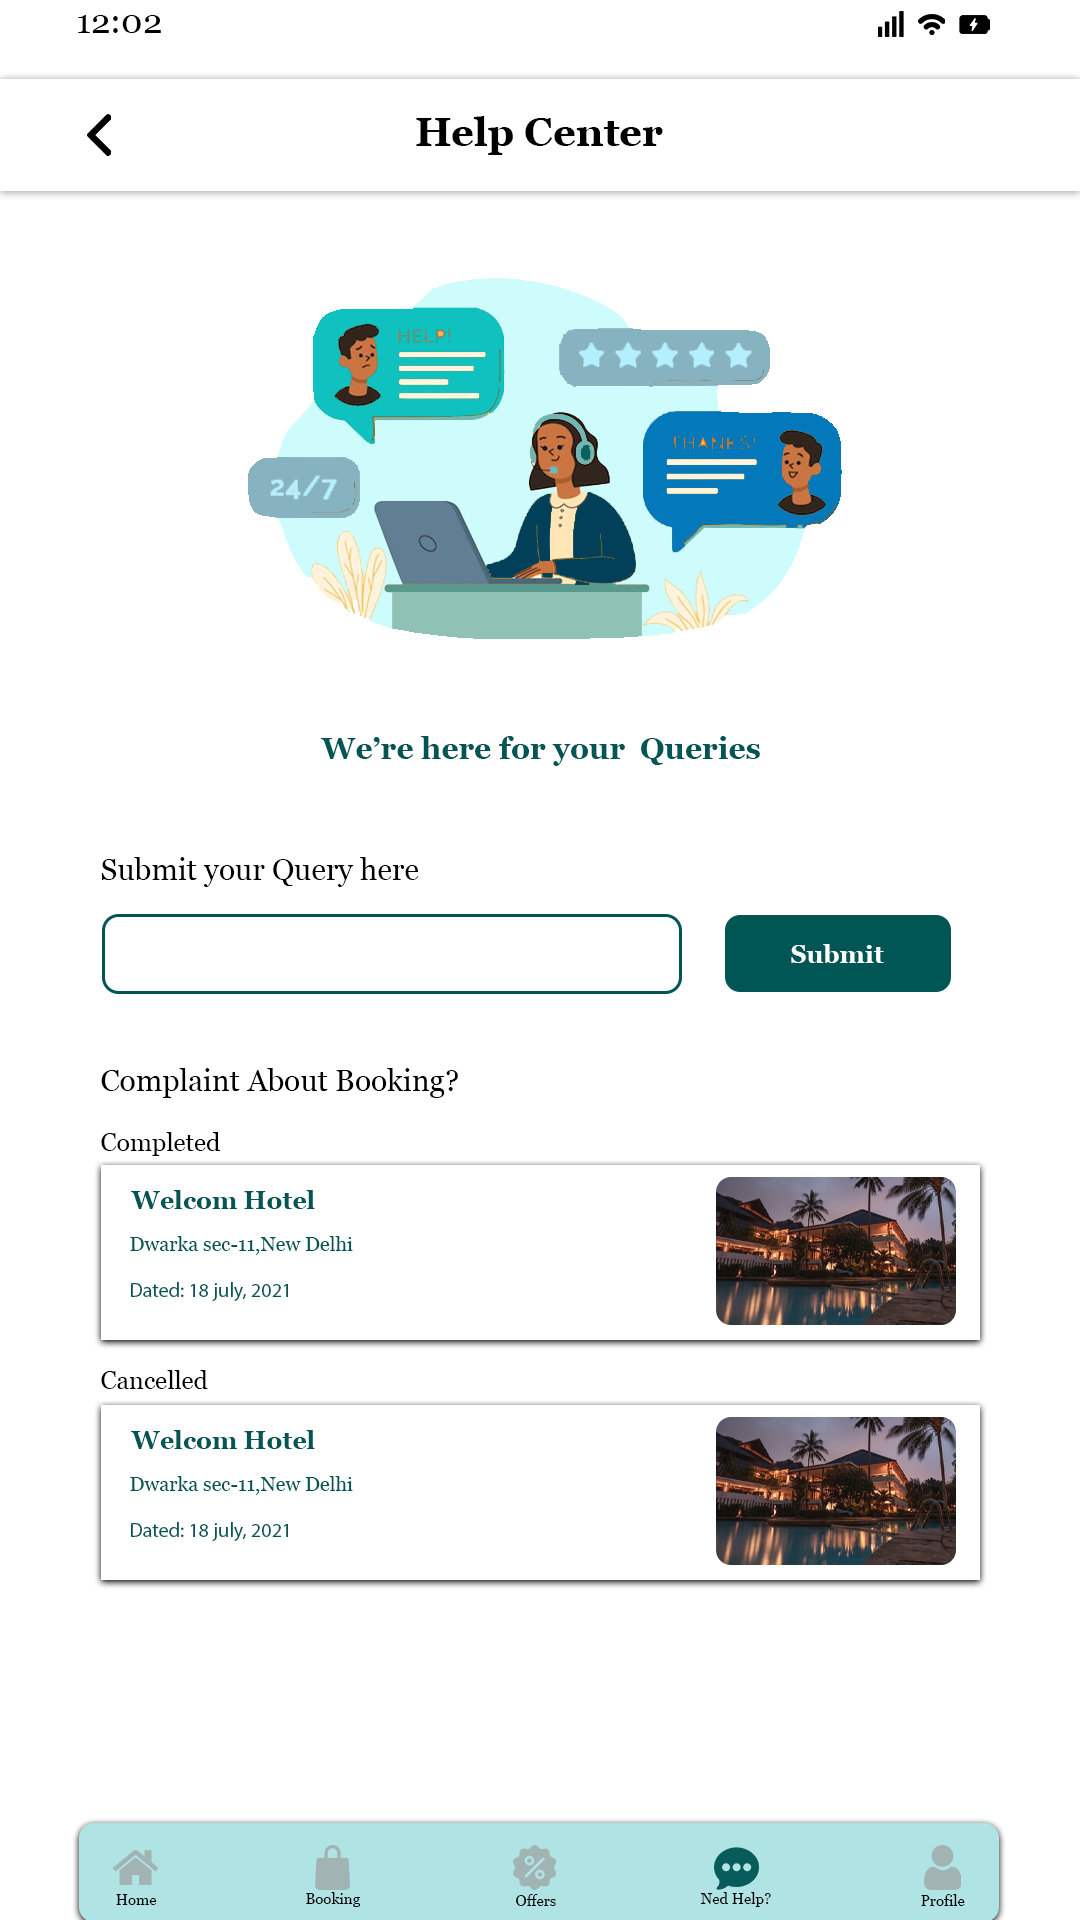 12:02
Help Center
HELP!
24/7
THANKS!
We're here for your  Queries
Submit your Query here
Submit
Complaint About Booking?
Completed
Welcom Hotel
Dwarka sec-11,New Delhi
Dated: 18 july, 2021
Cancelled
Welcom Hotel
Dwarka sec-11,New Delhi
Dated: 18 july, 2021
Home
Booking
Offers
Ned Help?
Profile